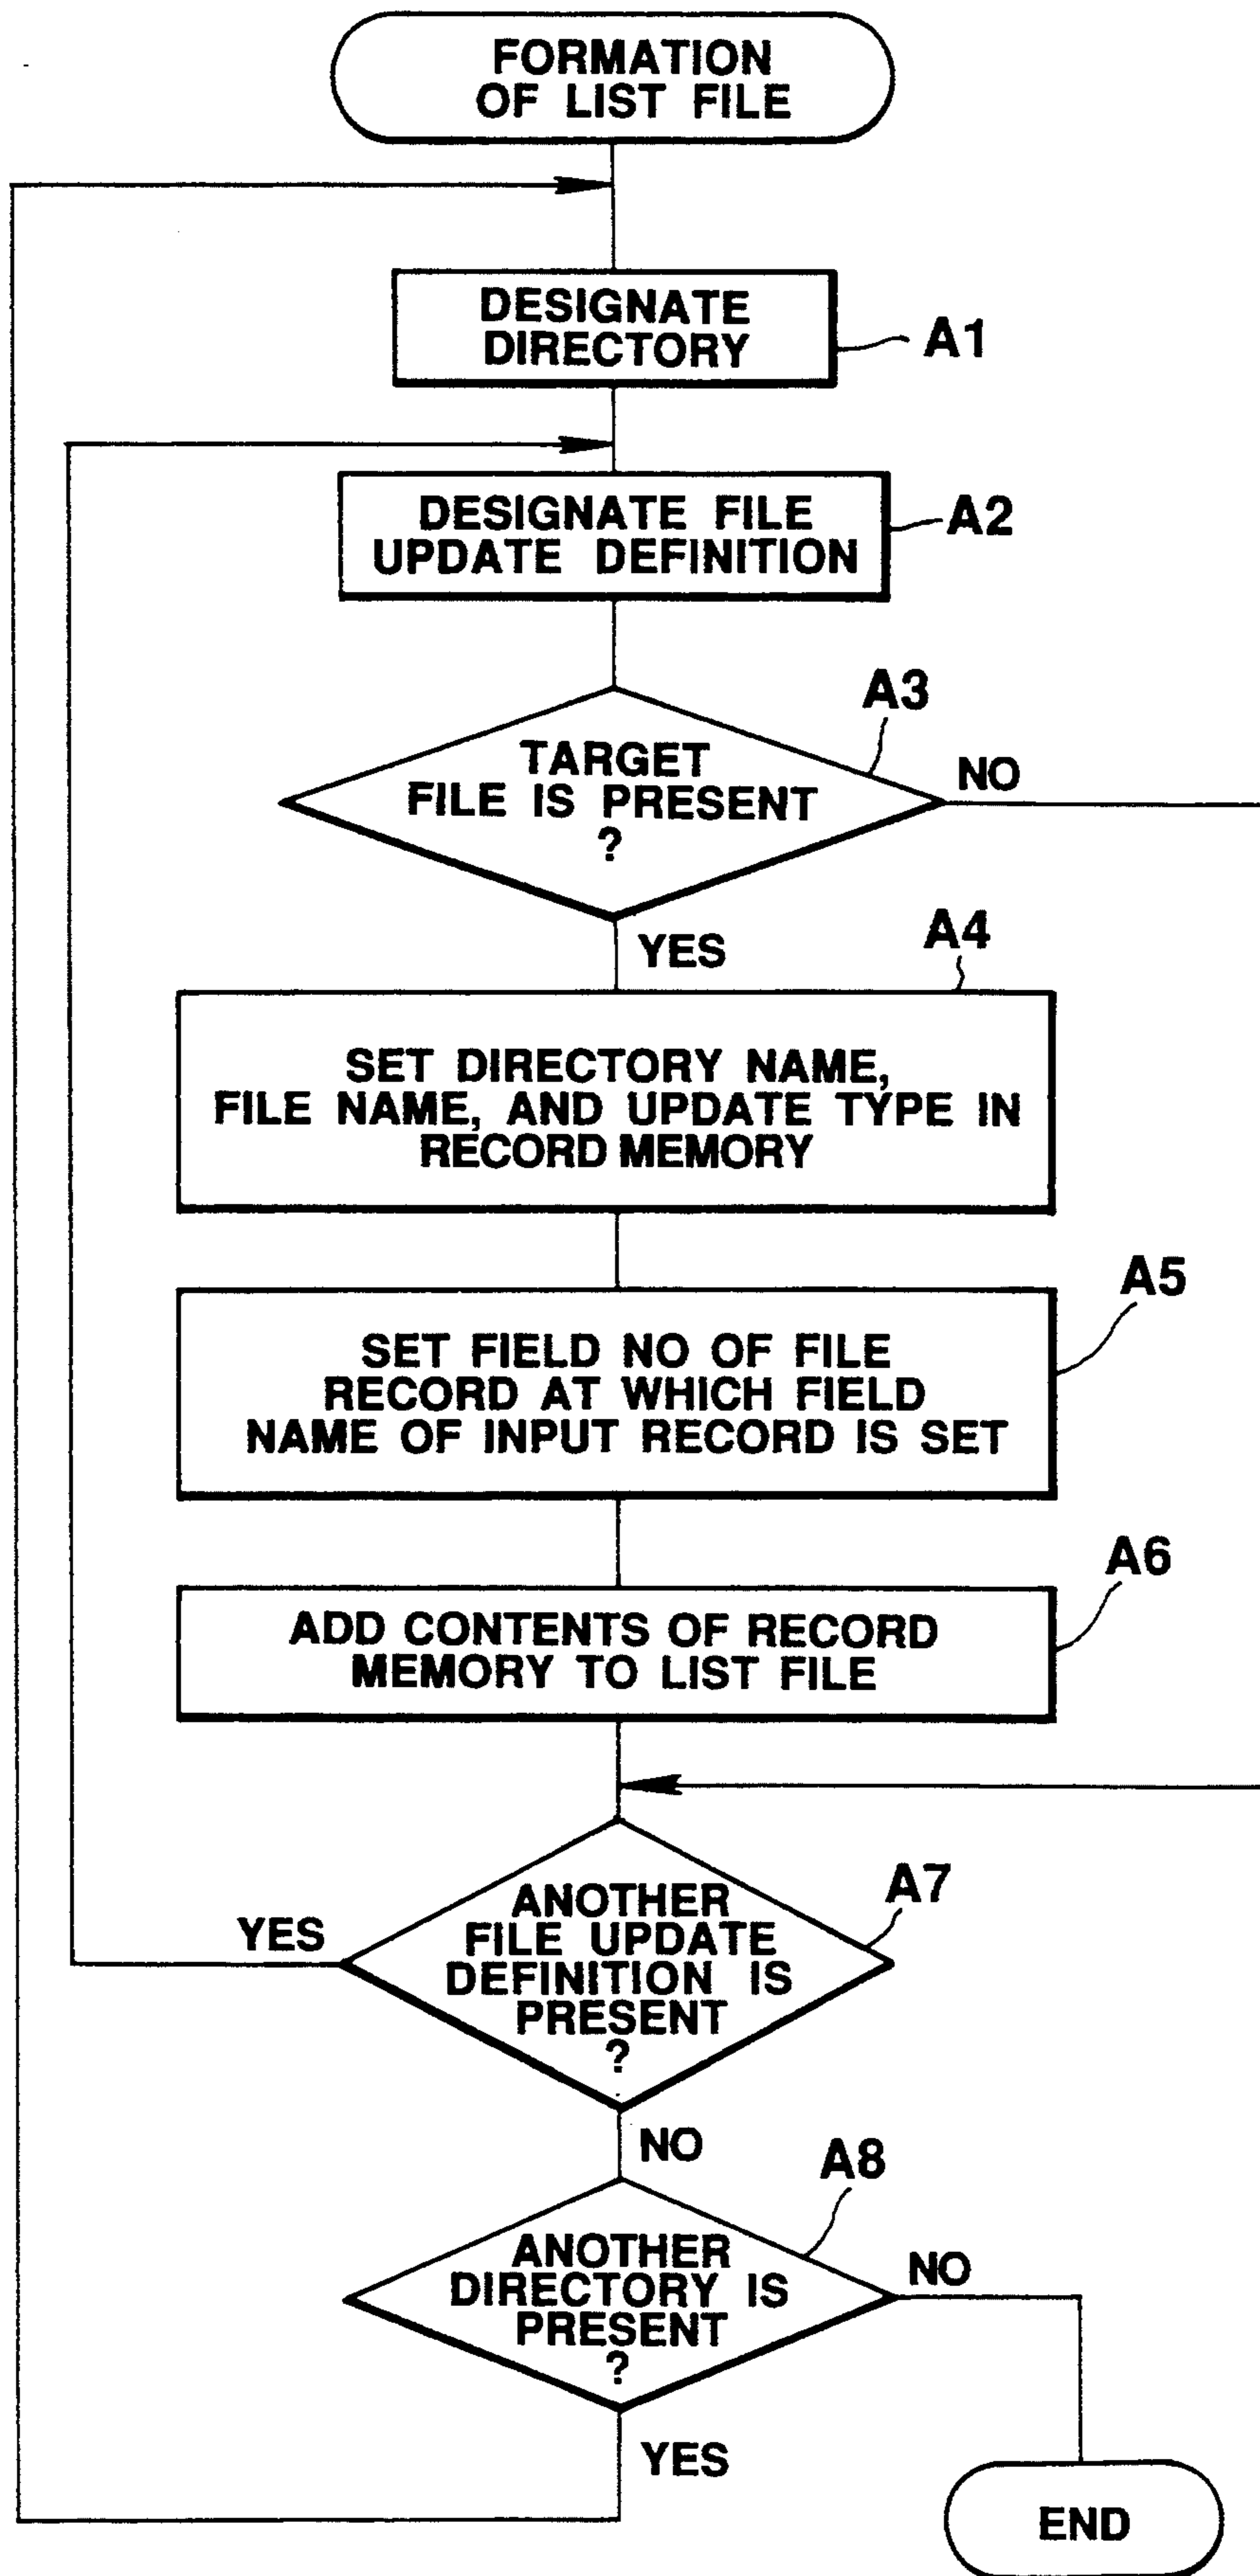 FORMATION
OF LIST FILE
DESIGNATE
DIRECTORY
A1
DESIGNATE FILE
UPDATE DEFINITION
A2
A3
TARGET
FILE IS PRESENT
?
NO
YES
A4
SET DIRECTORY NAME,
FILE NAME, AND UPDATE TYPE IN
RECORD MEMORY
A5
SET FIELD NO OF FILE
RECORD AT WHICH FIELD
NAME OF INPUT RECORD IS SET
A6
ADD CONTENTS OF RECORD
MEMORY TO LIST FILE
A7
YES
ANOTHER
FILE UPDATE
DEFINITION IS
PRESENT
?
NO
A8
ANOTHER
DIRECTORY IS
PRESENT
?
NO
YES
END